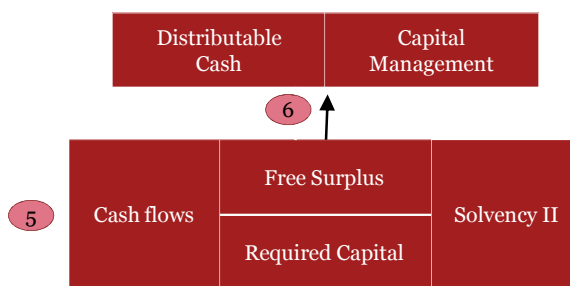 Distributable
Cash
Capital
Management
6
5
Cash flows
Free Surplus
Required Capital
Solvency II